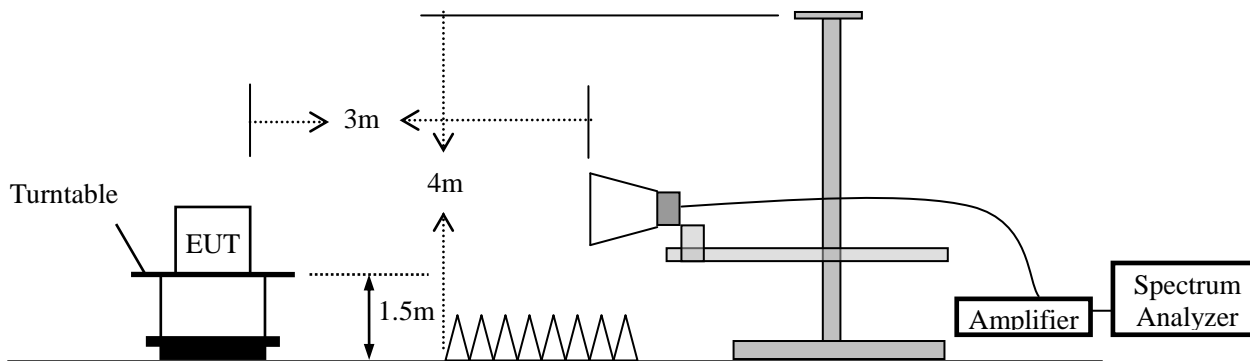 3m
4m
Turntable
EUT
1.5m
Amplifier
Spectrum
Analyzer